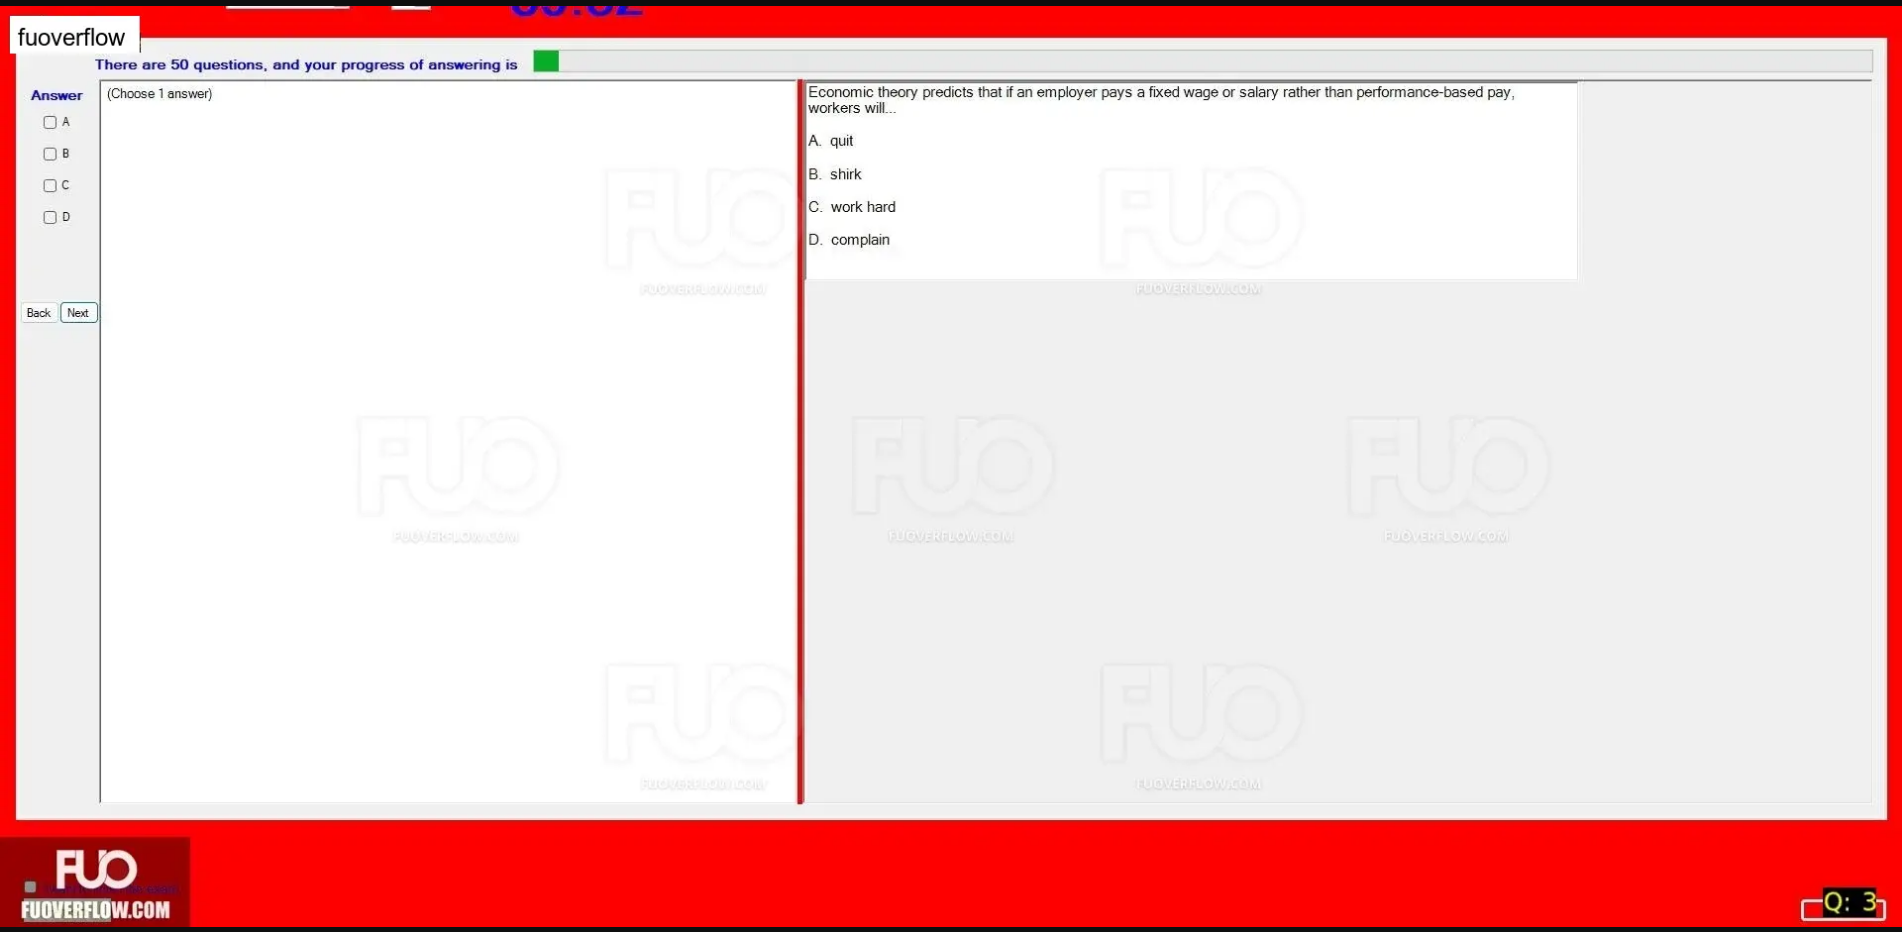 fuoverflow
There are 50 questions, and your progress of answering is
Answer
(Choose 1 answer)
A
B
C
D
Back Next
Economic theory predicts that if an employer pays a fixed wage or salary rather than performance-based pay,
workers will...
A. quit
B. shirk
C. work hard
D. complain
FUO
FUOVERFLOW.COM
FUO
FUOVERFLOW.COM
FUO
FUOVERFLOW.COM
FUO
FUOVERFLOW.COM
FUO
FUOVERFLOW.COM
FUO
FUOVERFLOW.COM
FUO
FUOVERFLOW.COM
FUO
FUOVERFLOW.COM
Q: 3